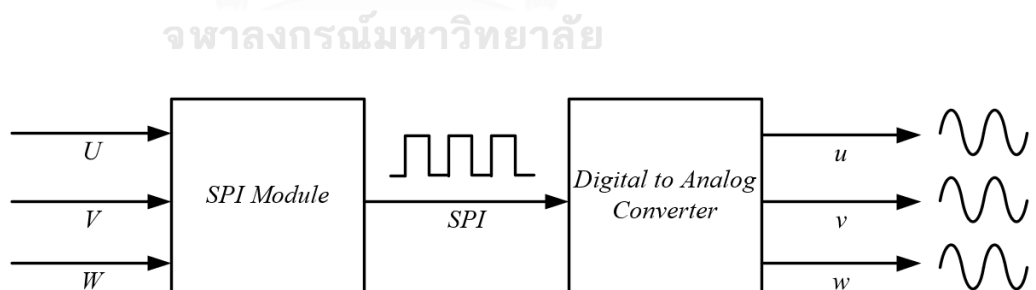 จุฬาลงกรณ์มหาวิทยาลัย
U
V
W
SPI Module
SPI
Digital to Analog
Converter
u
v
w